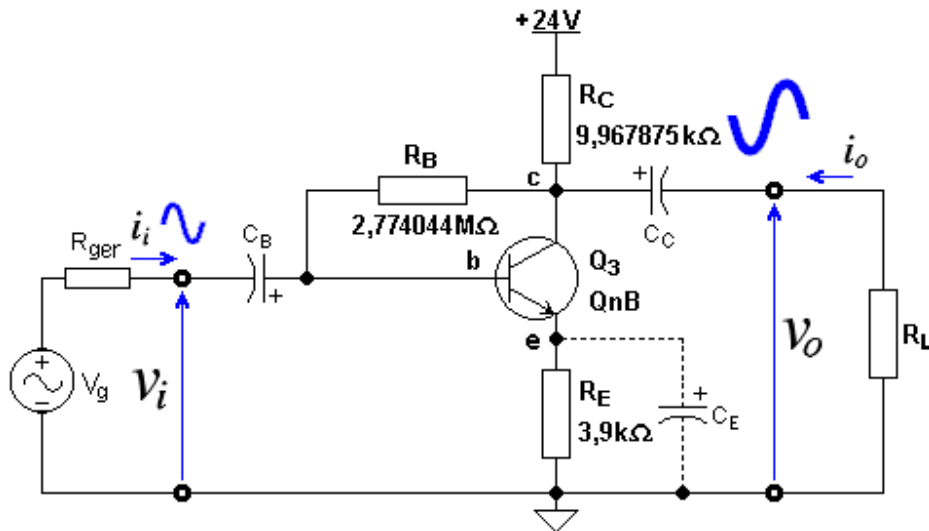 +24V
RC
9,967875kΩ
RB
c
+
io
2,774044MΩ
CC
Rger
ii
CB
b
Q3
+
QnB
e
vo
RL
+
Vg
vi
RE
+
CE
3,9kΩ